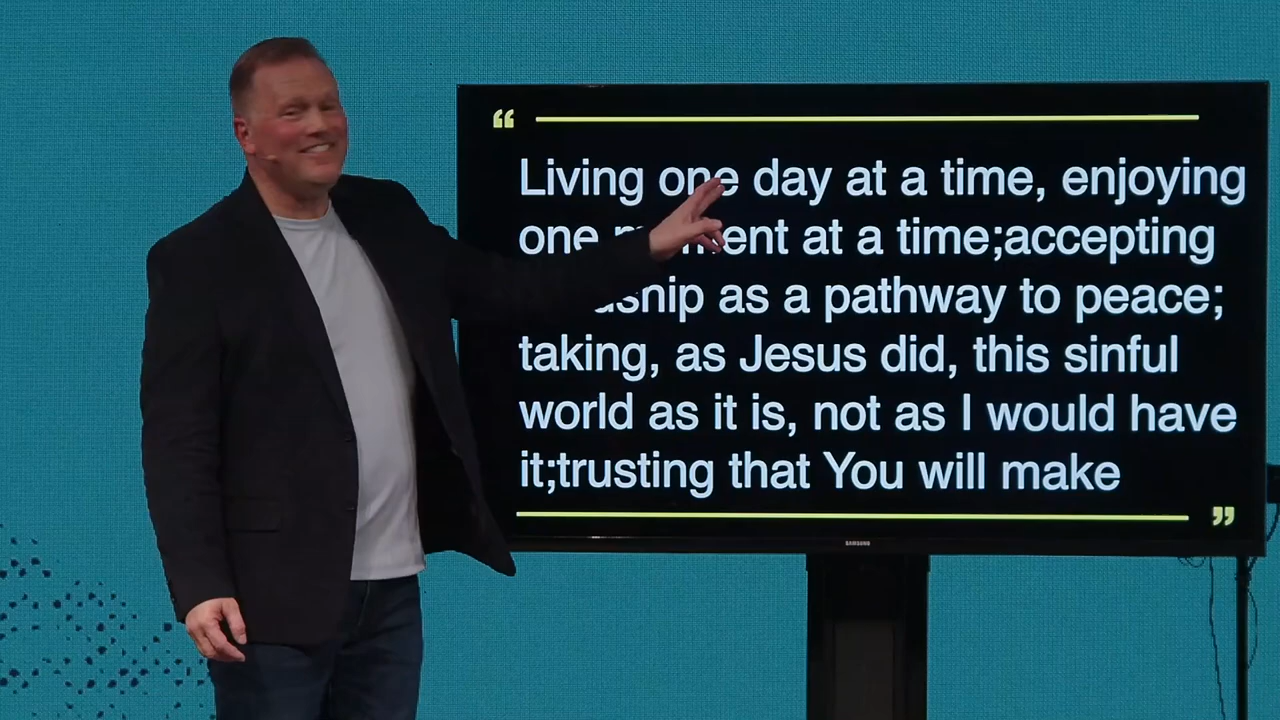 “
Living one day at a time, enjoying
one moment at a time;accepting
as a pathway to peace;
taking, as Jesus did, this sinful
world as it is, not as I would have
it;trusting that You will make
”
SAMSUNG